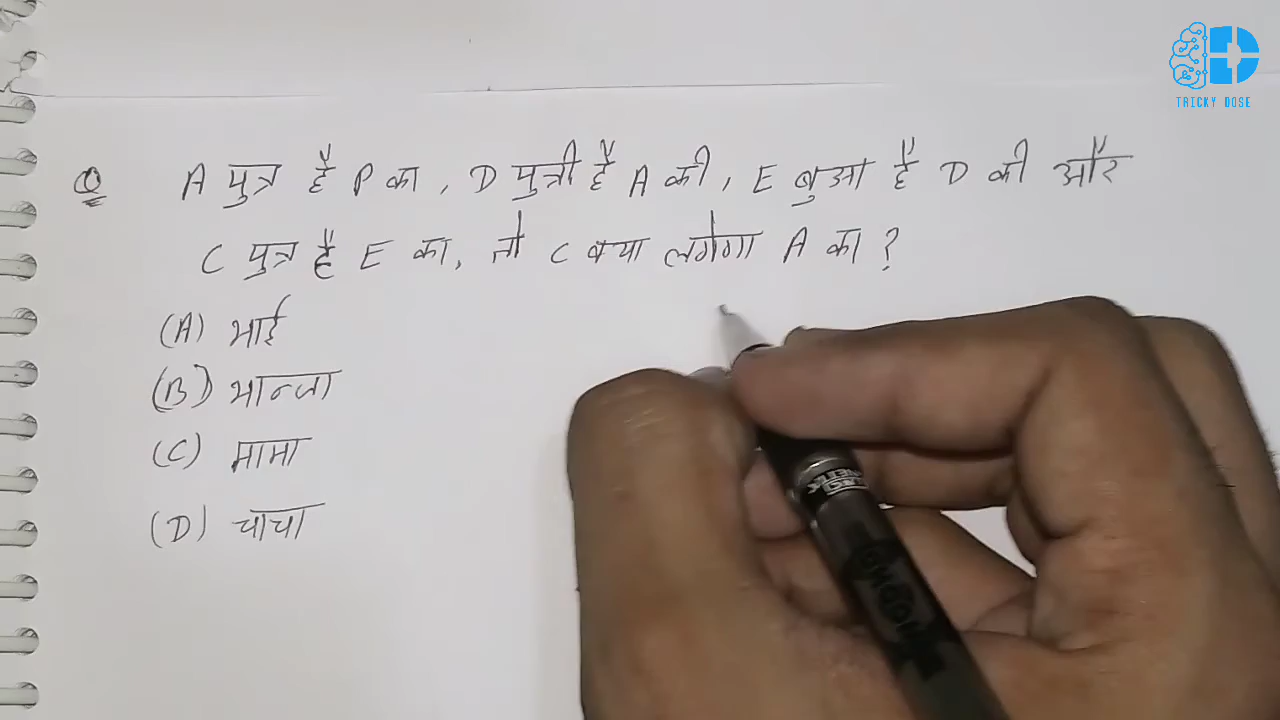 TRICKY DOSE
Q A पुत्र है P का, D पुत्री है A की, E बुआ है D की और
C पुत्र है E का, तो C क्या लगेगा A का ?
(A) भाई
(B) भान्जा
(C) मामा
(D) चाचा